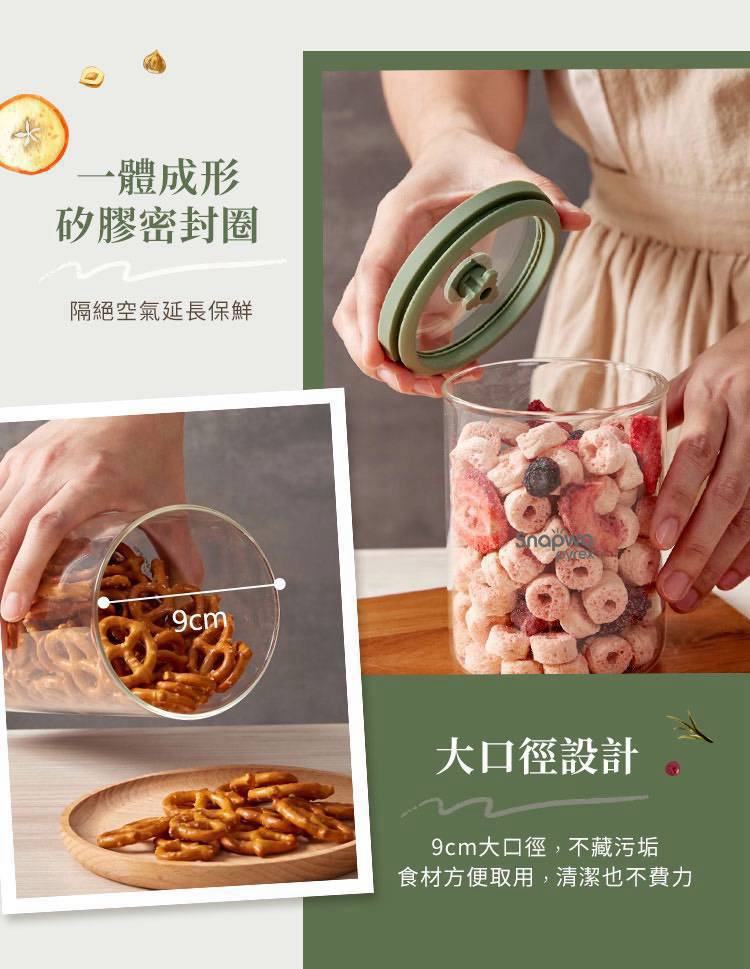 一體成形
矽膠密封圈
隔絕空氣延長保鮮
snapware
pyrex
9cm
大口徑設計
9cm大口徑，不藏污垢
食材方便取用，清潔也不費力